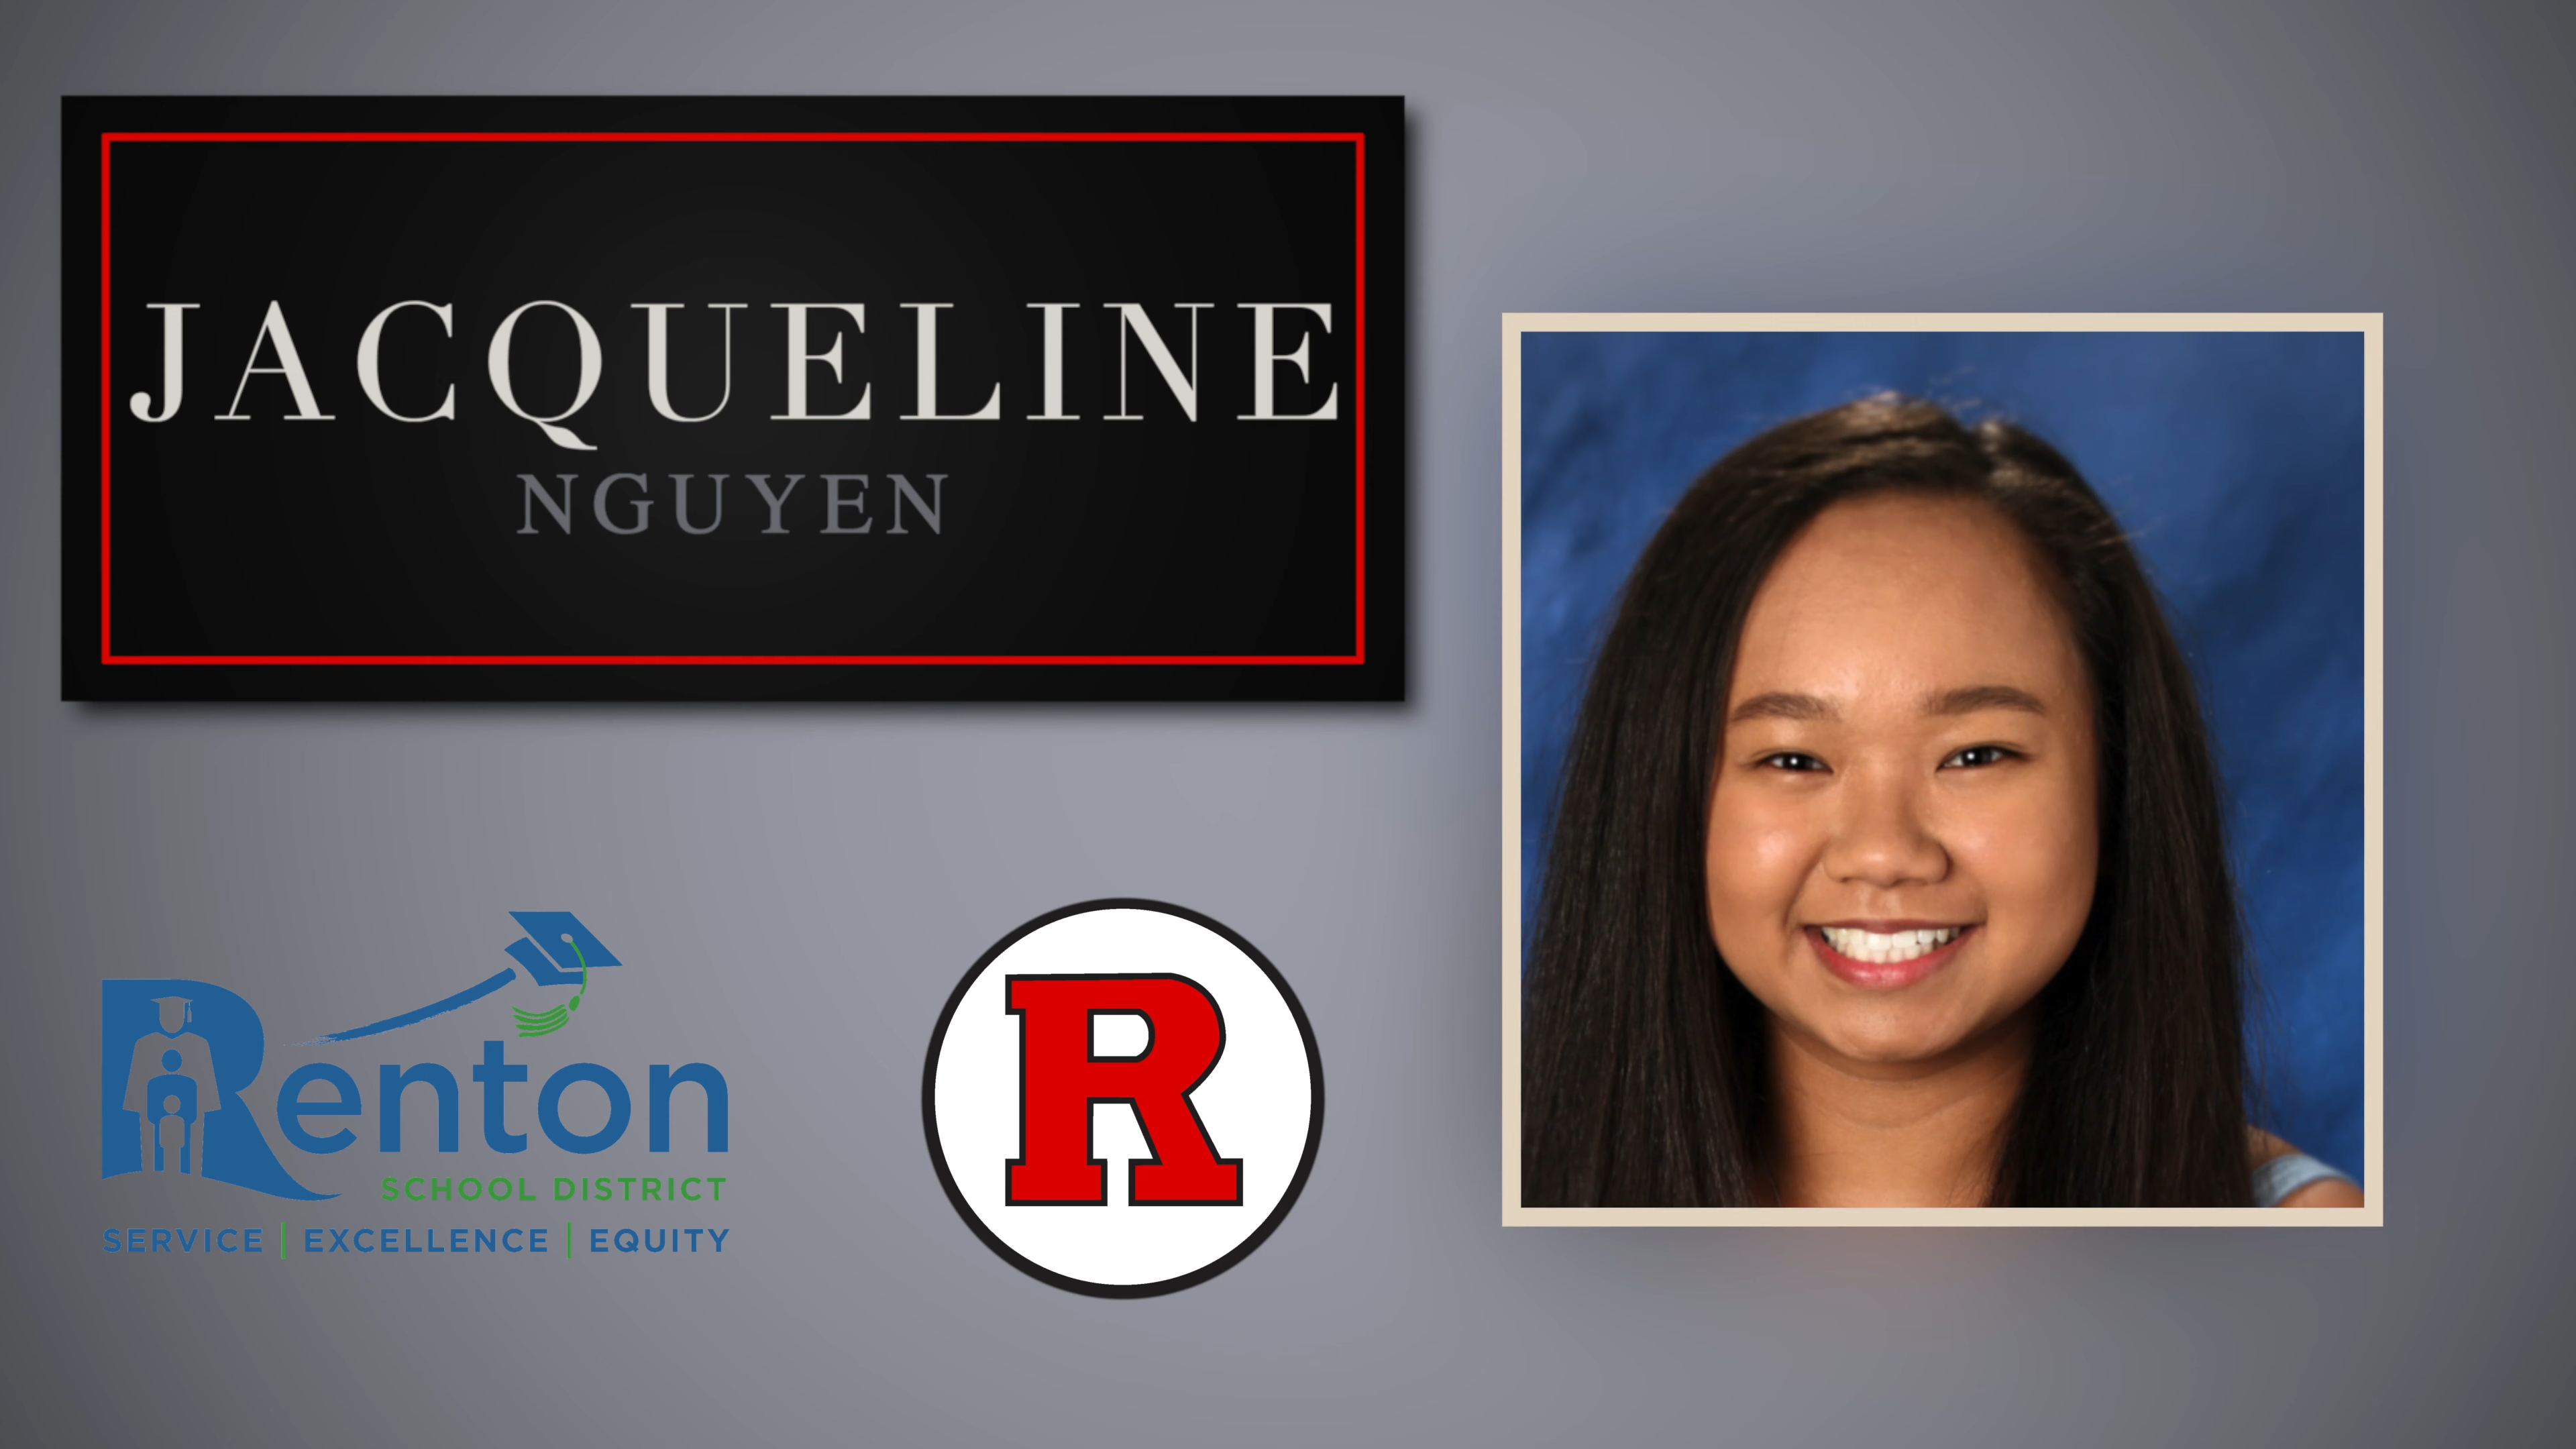 JACQUELINE
NGUYEN
Renton
SCHOOL DISTRICT
SERVICE | EXCELLENCE | EQUITY
R